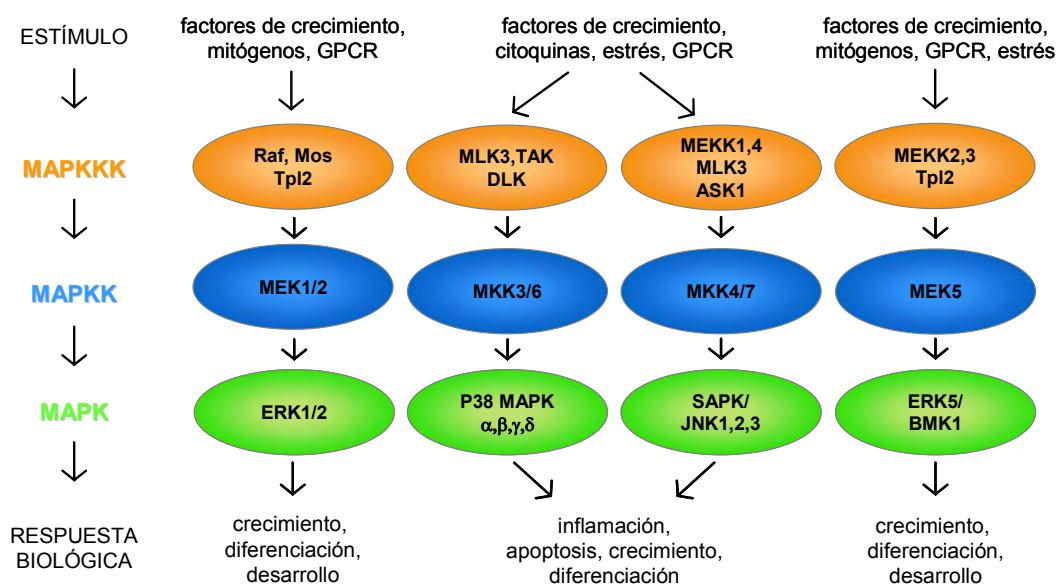 ESTÍMULO
factores de crecimiento,
mitógenos, GPCR
factores de crecimiento,
citoquinas, estrés, GPCR
factores de crecimiento,
mitógenos, GPCR, estrés
MAPKKK
Raf, Mos
Tpl2
MLK3,TAK
DLK
MEKK1,4
MLK3
ASK1
MEKK2,3
Tpl2
MAPKK
MEK1/2
MKK3/6
MKK4/7
MEK5
MAPK
ERK1/2
P38 MAPK
α,β,γ,δ
SAPK/
JNK1,2,3
ERK5/
BMK1
RESPUESTA
BIOLÓGICA
crecimiento,
diferenciación,
desarrollo
inflamación,
apoptosis, crecimiento,
diferenciación
crecimiento,
diferenciación,
desarrollo